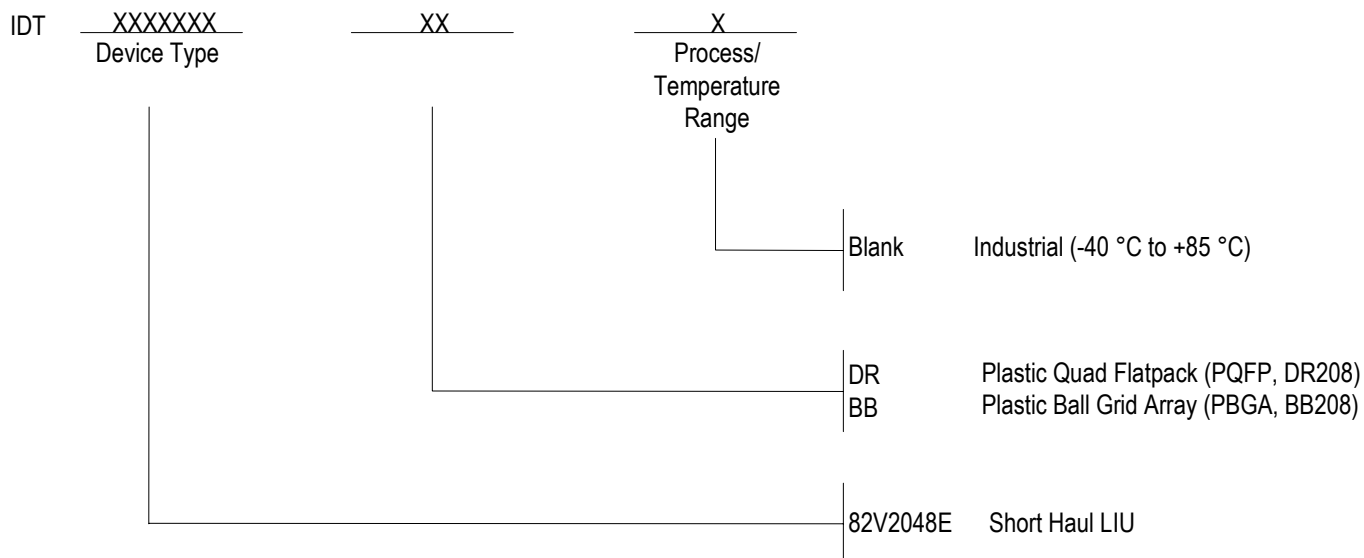 IDT XXXXXXX XX X
Device Type
Process/
Temperature
Range
Blank Industrial (-40 °C to +85 °C)
DR Plastic Quad Flatpack (PQFP, DR208)
BB Plastic Ball Grid Array (PBGA, BB208)
82V2048E Short Haul LIU